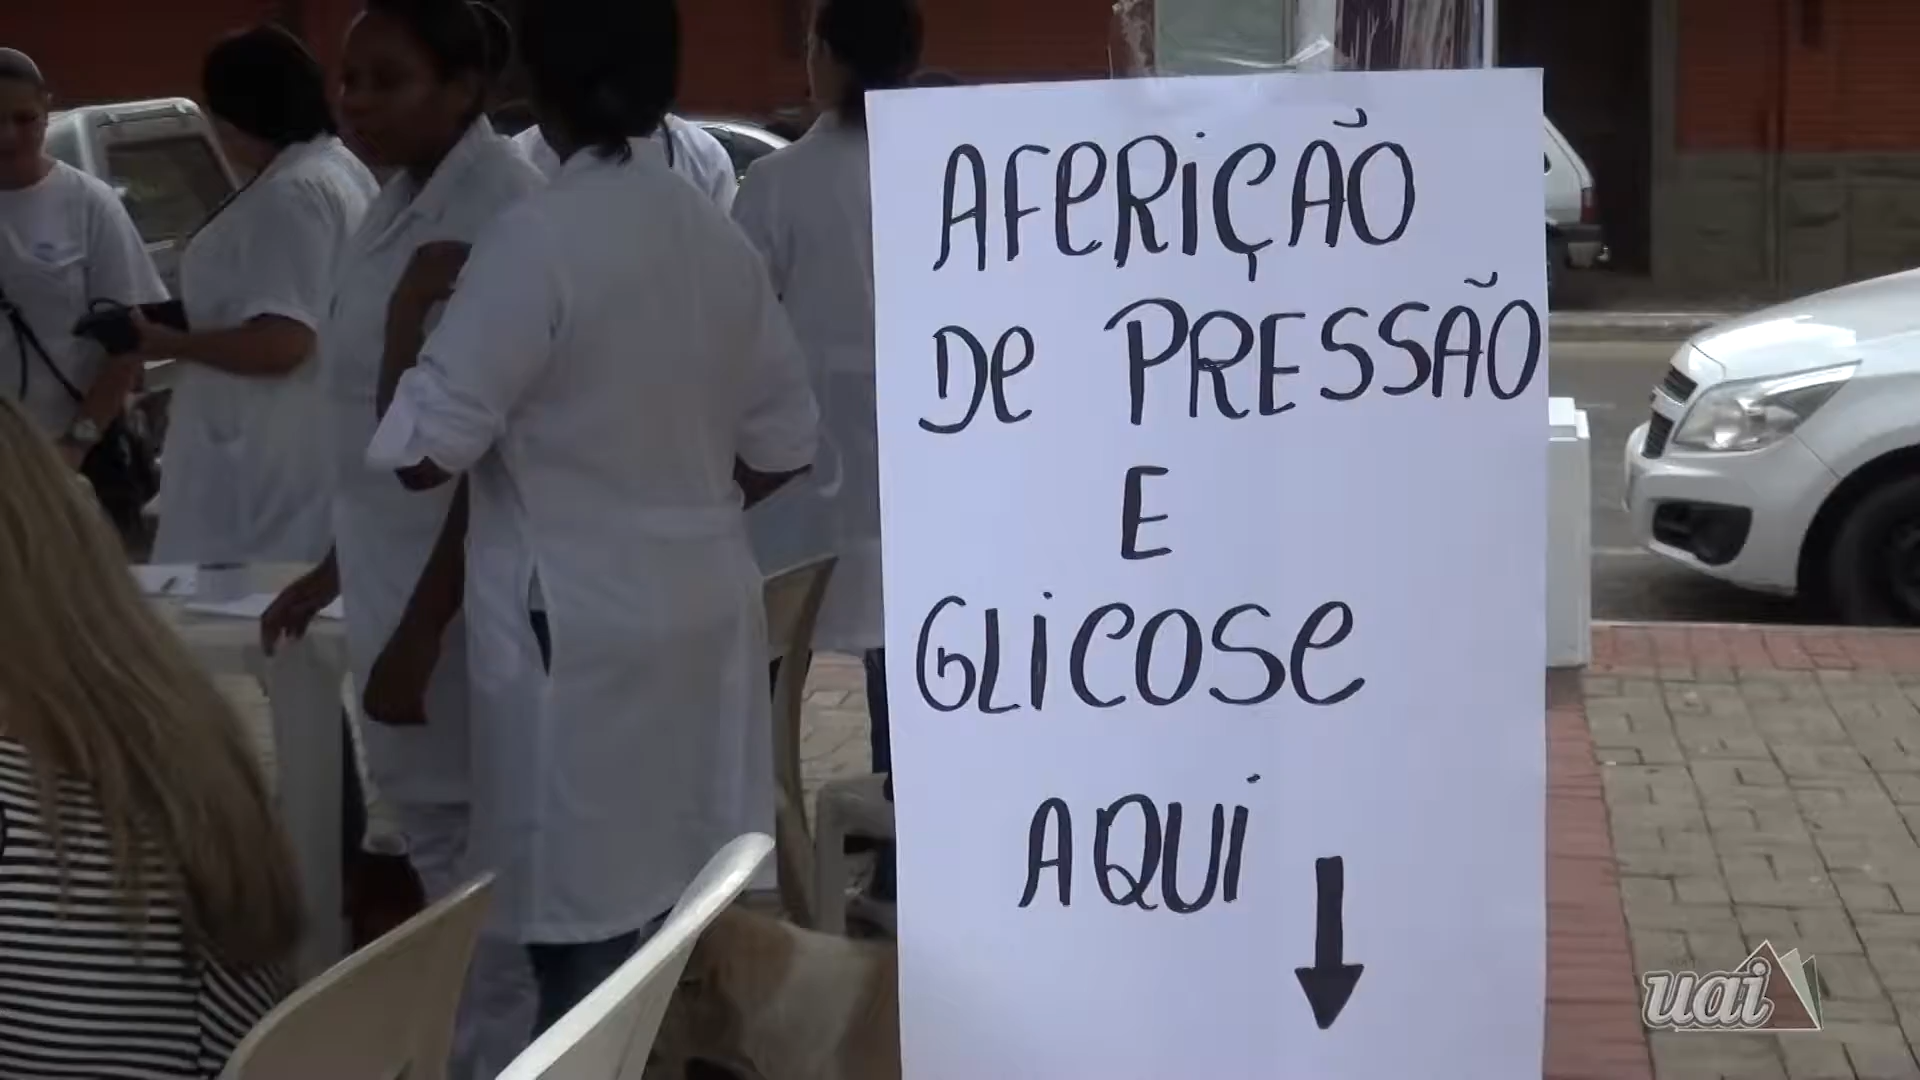 AFERIÇÃO
DE PRESSÃO
E
GLICOSE
AQUI
uai